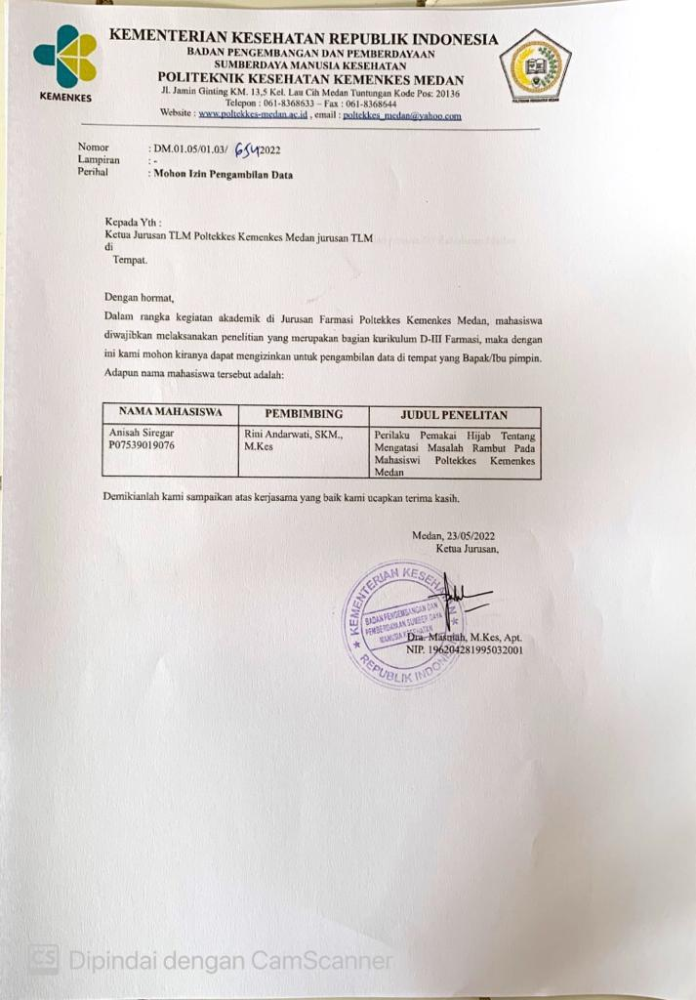 KEMENTERIAN KESEHATAN REPUBLIK INDONESIA
BADAN PENGEMBANGAN DAN PEMBERDAYAAN
SUMBERDAYA MANUSIA KESEHATAN
POLITEKNIK KESEHATAN KEMENKES MEDAN
Jl. Jamin Ginting KM. 13,5 Kel. Lau Cih Medan Tuntungan Kode Pos: 20136
Telepon : 061-8368633 – Fax : 061-8368644
Website : www.poltekkes-medan.ac.id , email : poltekkes_medan@yahoo.com
KEMENKES
POLITEKNIK KESEHATAN MEDAN
Nomor : DM.01.05/01.03/ 654/2022
Lampiran : -
Perihal : Mohon Izin Pengambilan Data
Kepada Yth :
Ketua Jurusan TLM Poltekkes Kemenkes Medan jurusan TLM
di
Tempat.
Dengan hormat,
Dalam rangka kegiatan akademik di Jurusan Farmasi Poltekkes Kemenkes Medan, mahasiswa
diwajibkan melaksanakan penelitian yang merupakan bagian kurikulum D-III Farmasi, maka dengan
ini kami mohon kiranya dapat mengizinkan untuk pengambilan data di tempat yang Bapak/Ibu pimpin.
Adapun nama mahasiswa tersebut adalah:
NAMA MAHASISWA PEMBIMBING JUDUL PENELITIAN
Anisah Siregar
P07539019076
Rini Andarwati, SKM.,
M.Kes
Perilaku Pemakai Hijab Tentang
Mengatasi Masalah Rambut Pada
Mahasiswi Poltekkes Kemenkes
Medan
Demikianlah kami sampaikan atas kerjasama yang baik kami ucapkan terima kasih.
Medan, 23/05/2022
Ketua Jurusan,
KEMENTERIAN KESEHATAN
BADAN PENGEMBANGAN DAN
PEMBERDAYAAN SUMBER DAYA
MANUSIA KESEHATAN
REPUBLIK INDONESIA
Dra. Masniah, M.Kes, Apt.
NIP. 196204281995032001
CS Dipindai dengan CamScanner